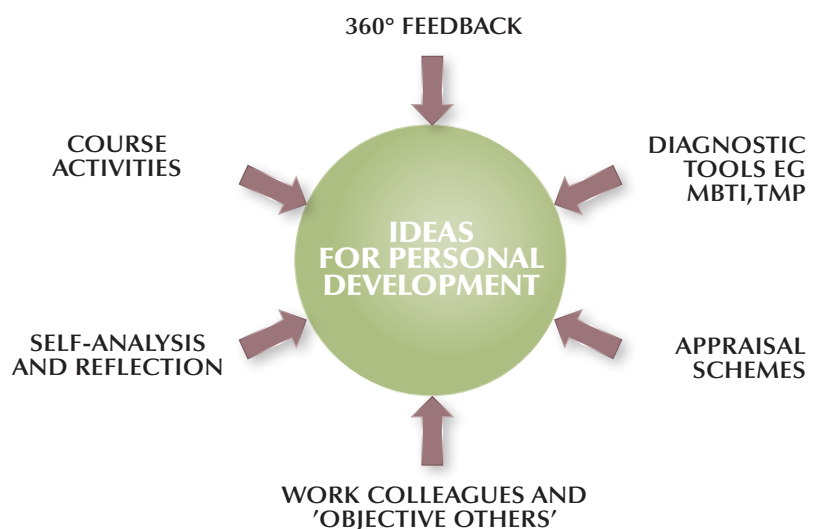 360° FEEDBACK
COURSE
ACTIVITIES
DIAGNOSTIC
TOOLS EG
MBTI,TMP
IDEAS
FOR PERSONAL
DEVELOPMENT
SELF-ANALYSIS
AND REFLECTION
APPRAISAL
SCHEMES
WORK COLLEAGUES AND
'OBJECTIVE OTHERS'